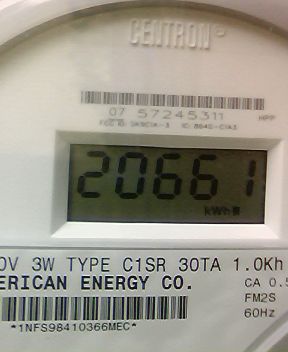 CENTRON
07 57245311
HPP
20661
kWh
0V 3W TYPE C1SR 30TA 1.0Kh
ERICAN ENERGY CO.
CA 0.5
FM2S
60Hz
*1NFS98410366MEC*